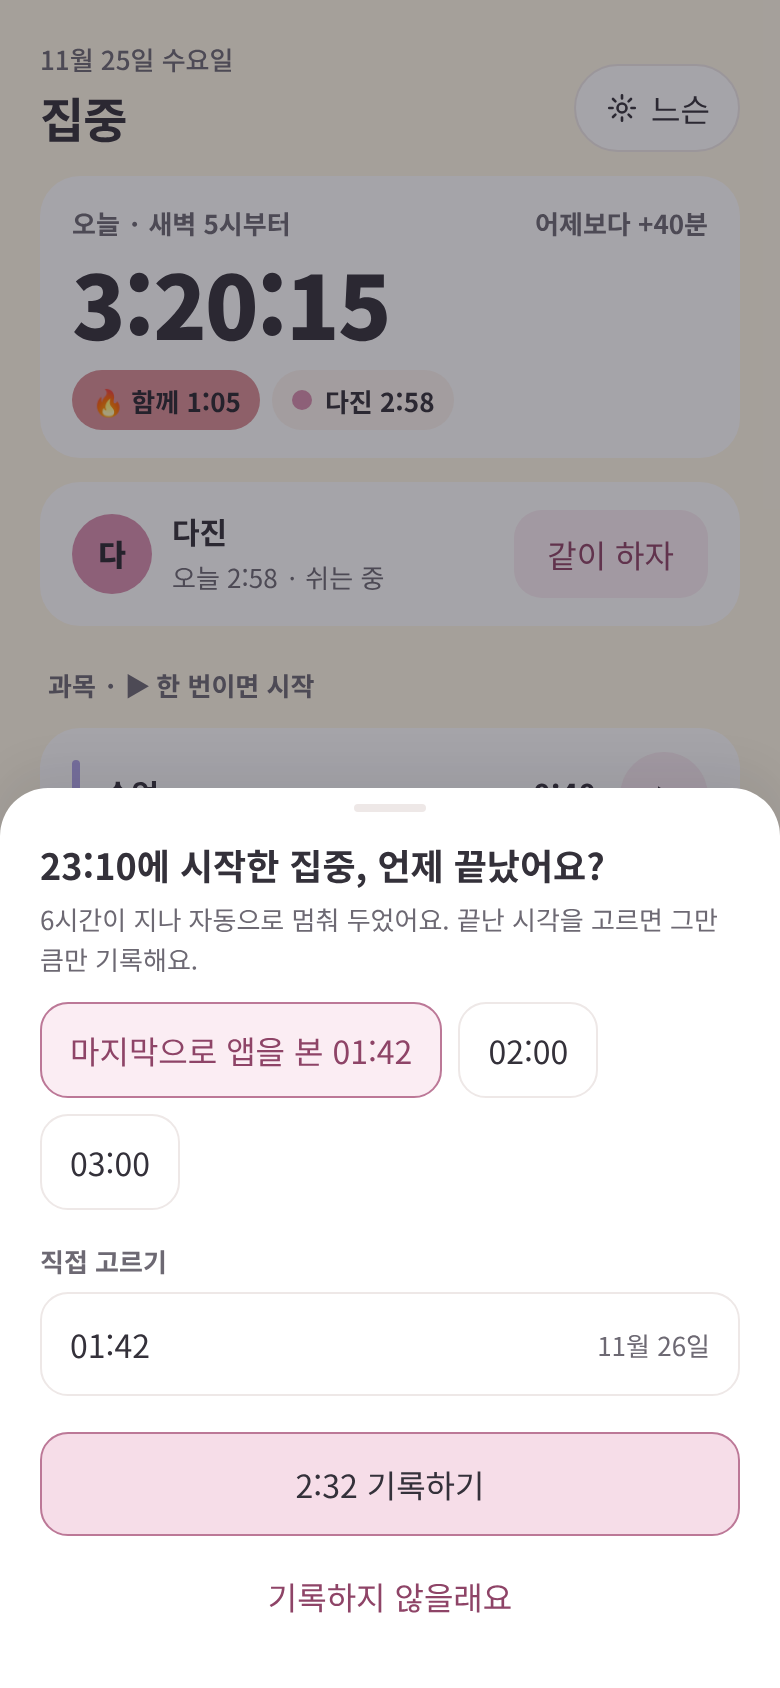 11월 25일 수요일
집중
느슨
오늘 · 새벽 5시부터
어제보다 +40분
3:20:15
🔥 함께 1:05
다진 2:58
다
다진
오늘 2:58 · 쉬는 중
같이 하자
과목 · ▶ 한 번이면 시작
23:10에 시작한 집중, 언제 끝났어요?
6시간이 지나 자동으로 멈춰 두었어요. 끝난 시각을 고르면 그만
큼만 기록해요.
마지막으로 앱을 본 01:42
02:00
03:00
직접 고르기
01:42
11월 26일
2:32 기록하기
기록하지 않을래요